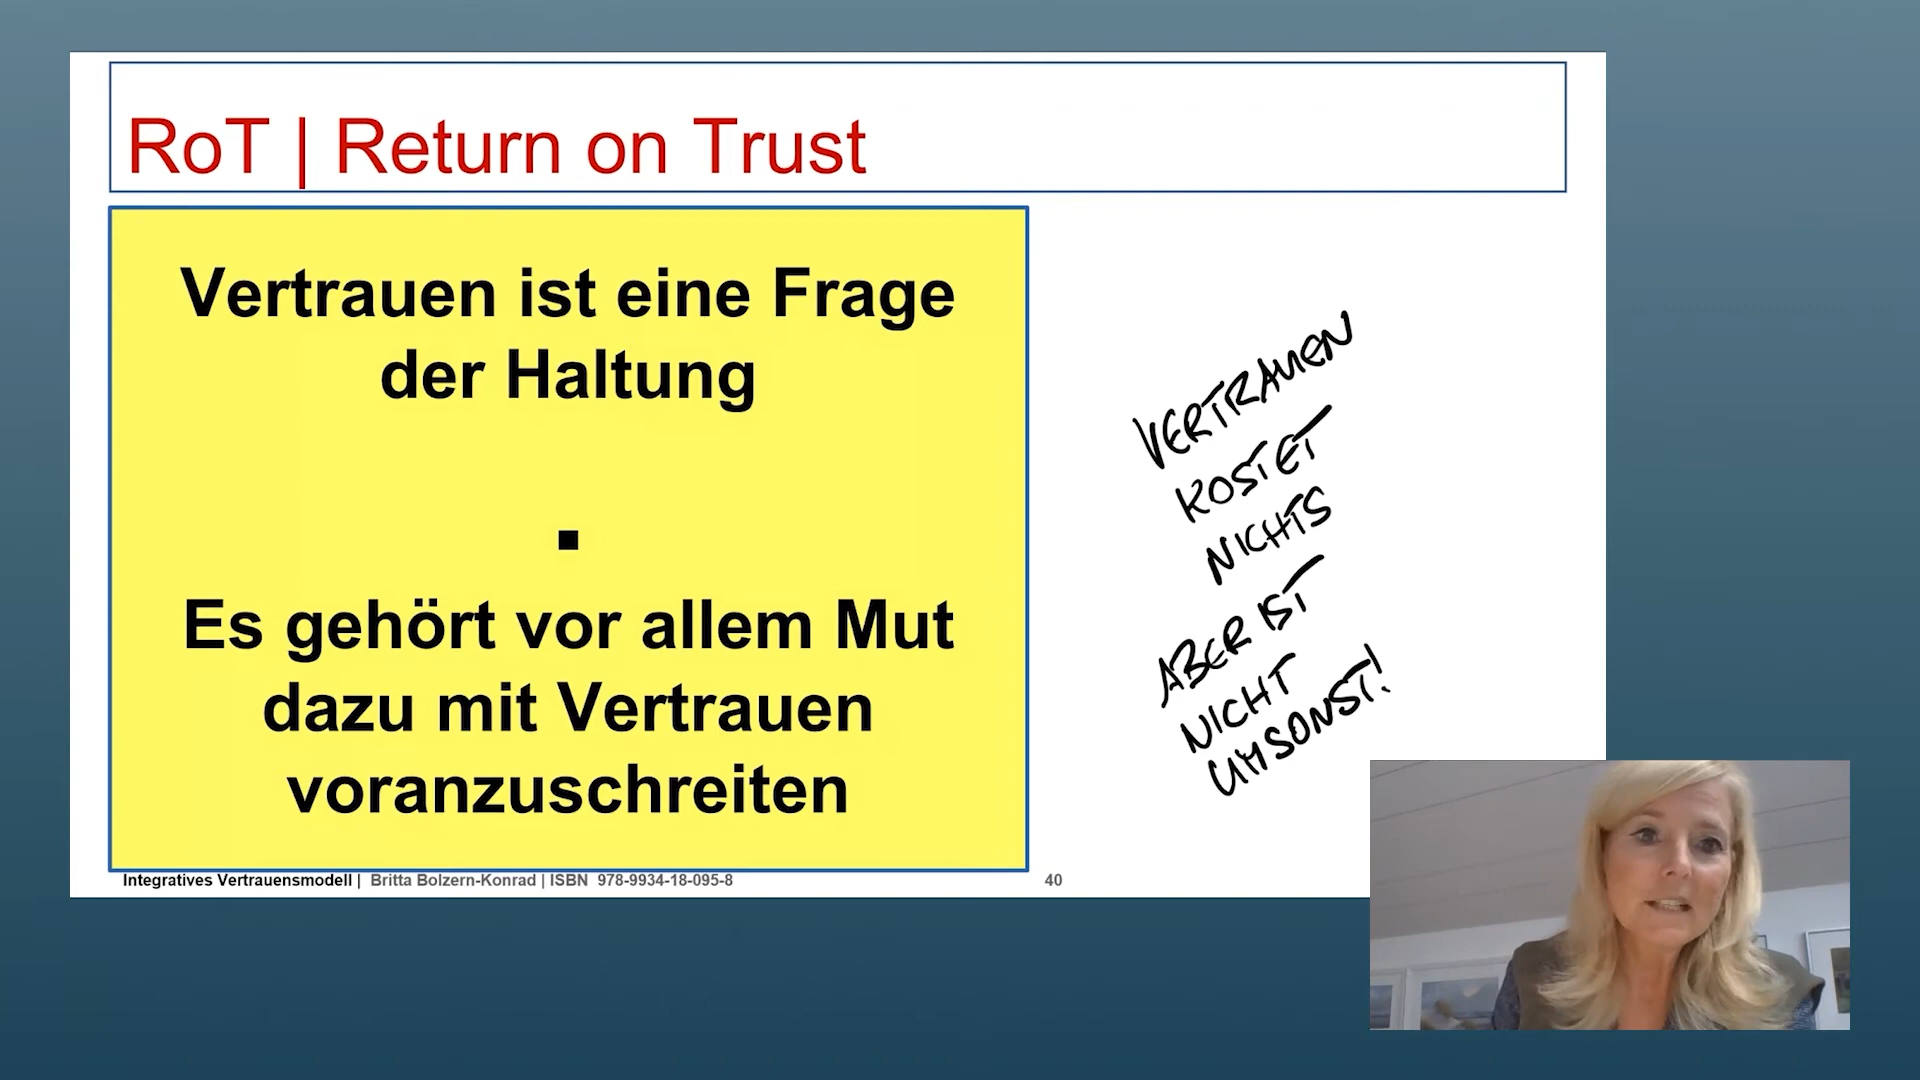 RoT | Return on Trust
Vertrauen ist eine Frage
der Haltung
▪
Es gehört vor allem Mut
dazu mit Vertrauen
voranzuschreiten
VERTRAUEN
KOSTET
NICHTS
ABER IST
NICHT
UMSONST!
Integratives Vertrauensmodell | Britta Bolzern-Konrad | ISBN 978-9934-18-095-8
40